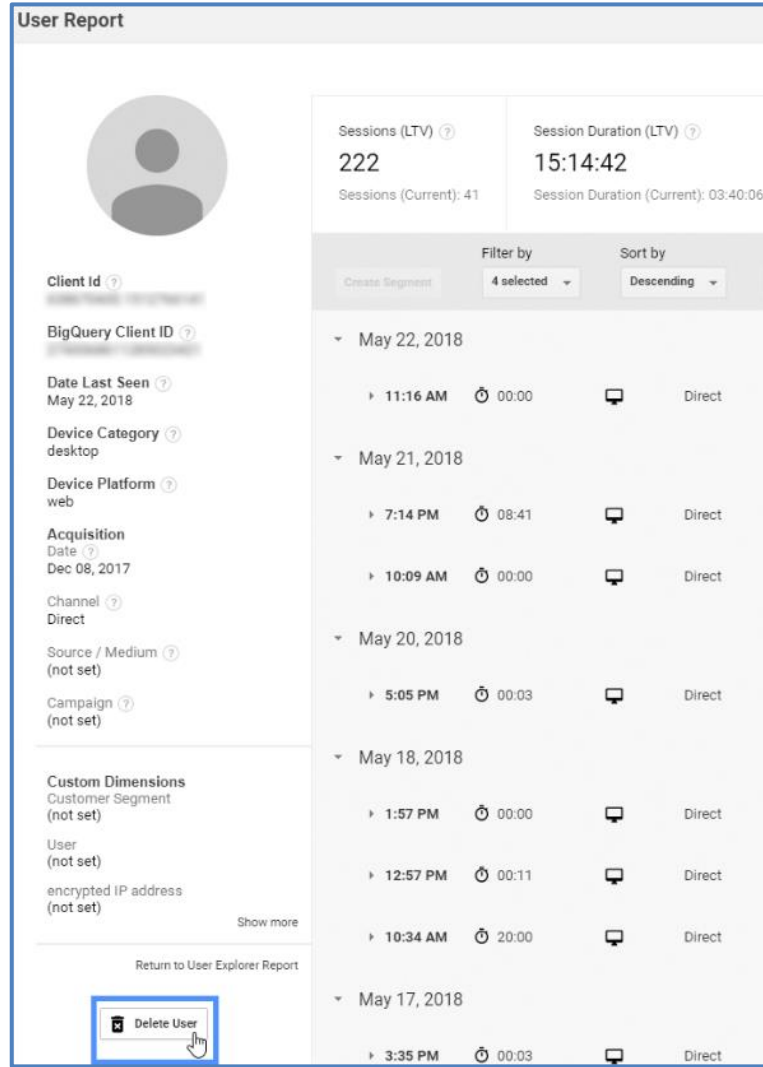 User Report
Client Id ?
BigQuery Client ID ?
Date Last Seen ?
May 22, 2018
Device Category ?
desktop
Device Platform ?
web
Acquisition
Date ?
Dec 08, 2017
Channel ?
Direct
Source / Medium ?
(not set)
Campaign ?
(not set)
Custom Dimensions
Customer Segment
(not set)
User
(not set)
encrypted IP address
(not set)
Show more
Return to User Explorer Report
Delete User
Sessions (LTV) ?
222
Sessions (Current): 41
Session Duration (LTV) ?
15:14:42
Session Duration (Current): 03:40:06
Create Segment
Filter by
4 selected
Sort by
Descending
May 22, 2018
11:16 AM 00:00 Direct
May 21, 2018
7:14 PM 08:41 Direct
10:09 AM 00:00 Direct
May 20, 2018
5:05 PM 00:03 Direct
May 18, 2018
1:57 PM 00:00 Direct
12:57 PM 00:11 Direct
10:34 AM 20:00 Direct
May 17, 2018
3:35 PM 00:03 Direct